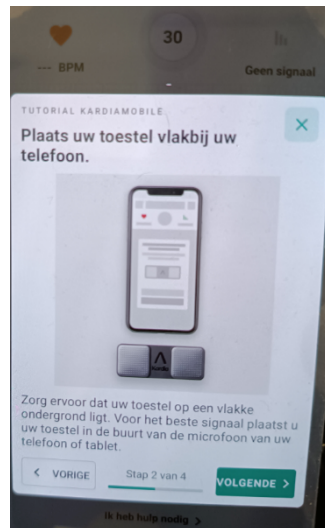 30
--- BPM
Geen signaal
TUTORIAL KARDIAMOBILE
Plaats uw toestel vlakbij uw
telefoon.
Zorg ervoor dat uw toestel op een vlakke
ondergrond ligt. Voor het beste signaal plaatst u
uw toestel in de buurt van de microfoon van uw
telefoon of tablet.
< VORIGE
Stap 2 van 4
VOLGENDE >
Ik heb hulp nodig >